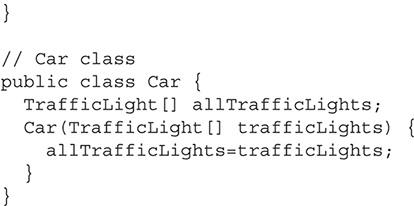 }

// Car class
public class Car {
  TrafficLight[] allTrafficLights;
  Car(TrafficLight[] trafficLights) {
    allTrafficLights=trafficLights;
  }
}